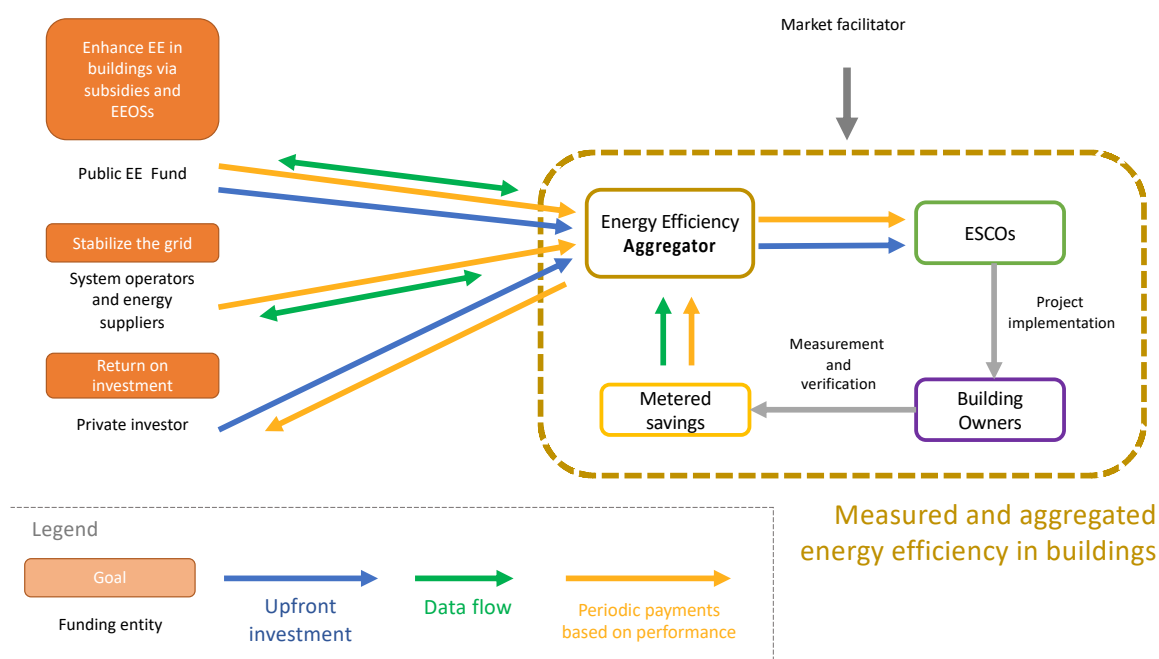 Enhance EE in
buildings via
subsidies and
EEOSs
Public EE Fund
Stabilize the grid
System operators
and energy
suppliers
Return on
investment
Private investor
Market facilitator
Energy Efficiency
Aggregator
ESCOs
Project
implementation
Measurement
and
verification
Metered
savings
Building
Owners
Measured and aggregated
energy efficiency in buildings
Legend
Goal
Funding entity
Upfront
investment
Data flow
Periodic payments
based on performance